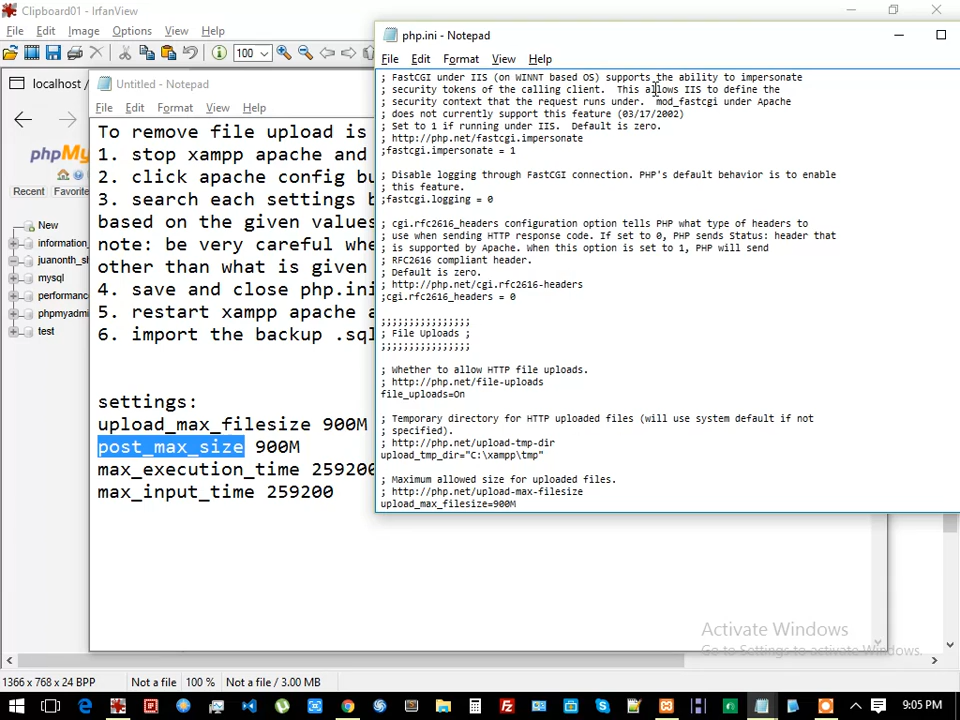 Clipboard01 - IrfanView
File Edit Image Options View Help
100
localhost /
Untitled - Notepad
File Edit Format View Help
To remove file upload is
1. stop xampp apache and
2. click apache config bu
3. search each settings b
based on the given values
note: be very careful whe
other than what is given
4. save and close php.ini
5. restart xampp apache a
6. import the backup .sql
settings:
upload_max_filesize 900M
post_max_size 900M
max_execution_time 259200
max_input_time 259200
phpMy
Recent Favorite
New
information_
juanonth_sh
mysql
performanc
phpmyadmi
test
php.ini - Notepad
File Edit Format View Help
; FastCGI under IIS (on WINNT based OS) supports the ability to impersonate
; security tokens of the calling client. This allows IIS to define the
; security context that the request runs under. mod_fastcgi under Apache
; does not currently support this feature (03/17/2002)
; Set to 1 if running under IIS. Default is zero.
; http://php.net/fastcgi.impersonate
;fastcgi.impersonate = 1
; Disable logging through FastCGI connection. PHP's default behavior is to enable
; this feature.
;fastcgi.logging = 0
; cgi.rfc2616_headers configuration option tells PHP what type of headers to
; use when sending HTTP response code. If set to 0, PHP sends Status: header that
; is supported by Apache. When this option is set to 1, PHP will send
; RFC2616 compliant header.
; Default is zero.
; http://php.net/cgi.rfc2616-headers
;cgi.rfc2616_headers = 0
;;;;;;;;;;;;;;;;
; File Uploads ;
;;;;;;;;;;;;;;;;
; Whether to allow HTTP file uploads.
; http://php.net/file-uploads
file_uploads=On
; Temporary directory for HTTP uploaded files (will use system default if not
; specified).
; http://php.net/upload-tmp-dir
upload_tmp_dir="C:\xampp\tmp"
; Maximum allowed size for uploaded files.
; http://php.net/upload-max-filesize
upload_max_filesize=900M
Activate Windows
Go to Settings to activate Windows.
1366 x 768 x 24 BPP Not a file 100 % Not a file / 3.00 MB
9:05 PM